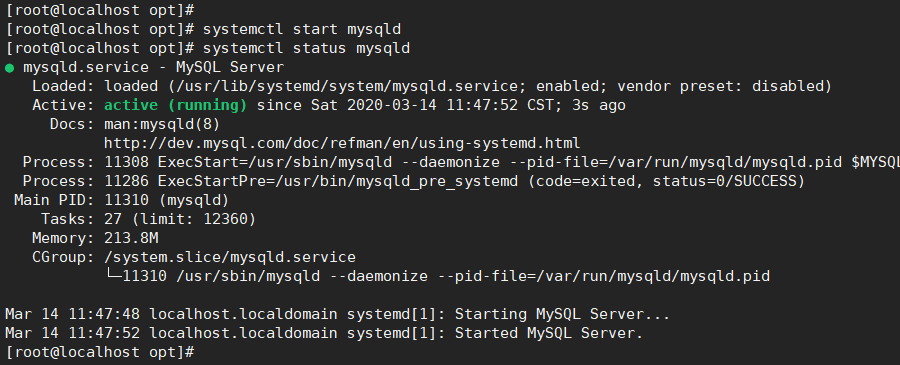 [root@localhost opt]#
[root@localhost opt]# systemctl start mysqld
[root@localhost opt]# systemctl status mysqld
● mysqld.service - MySQL Server
   Loaded: loaded (/usr/lib/systemd/system/mysqld.service; enabled; vendor preset: disabled)
   Active: active (running) since Sat 2020-03-14 11:47:52 CST; 3s ago
     Docs: man:mysqld(8)
           http://dev.mysql.com/doc/refman/en/using-systemd.html
  Process: 11308 ExecStart=/usr/sbin/mysqld --daemonize --pid-file=/var/run/mysqld/mysqld.pid $MYSQL
  Process: 11286 ExecStartPre=/usr/bin/mysqld_pre_systemd (code=exited, status=0/SUCCESS)
 Main PID: 11310 (mysqld)
    Tasks: 27 (limit: 12360)
   Memory: 213.8M
   CGroup: /system.slice/mysqld.service
           └─11310 /usr/sbin/mysqld --daemonize --pid-file=/var/run/mysqld/mysqld.pid
Mar 14 11:47:48 localhost.localdomain systemd[1]: Starting MySQL Server...
Mar 14 11:47:52 localhost.localdomain systemd[1]: Started MySQL Server.
[root@localhost opt]#